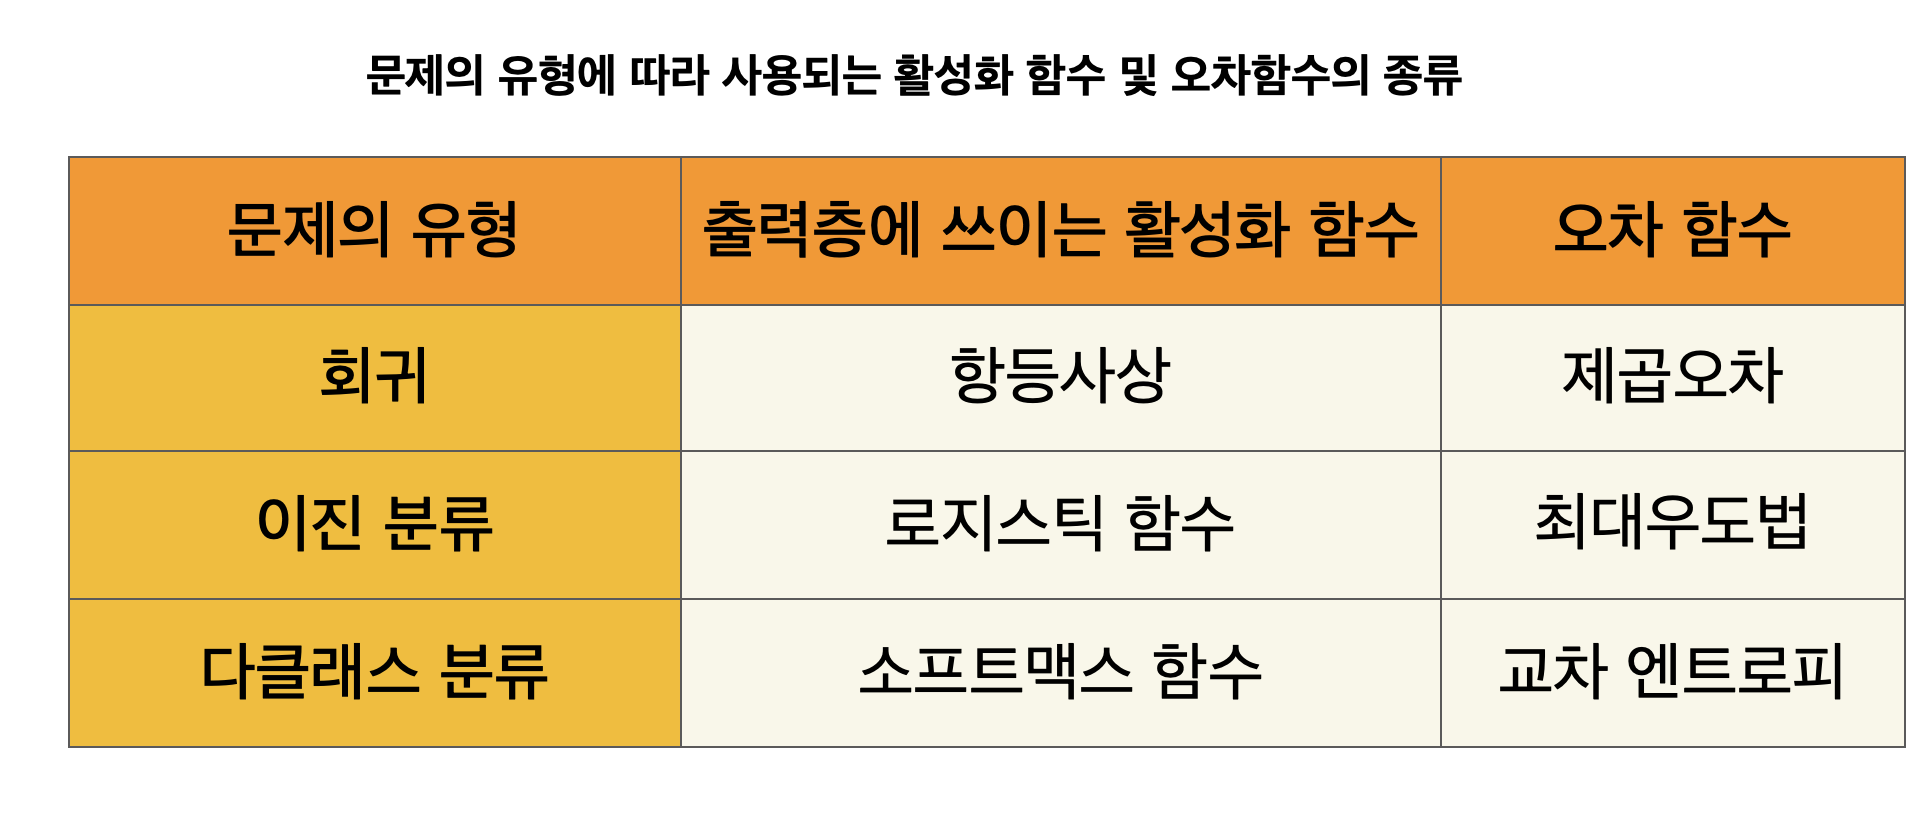 문제의 유형에 따라 사용되는 활성화 함수 및 오차함수의 종류
문제의 유형 출력층에 쓰이는 활성화 함수 오차 함수
회귀 항등사상 제곱오차
이진 분류 로지스틱 함수 최대우도법
다클래스 분류 소프트맥스 함수 교차 엔트로피